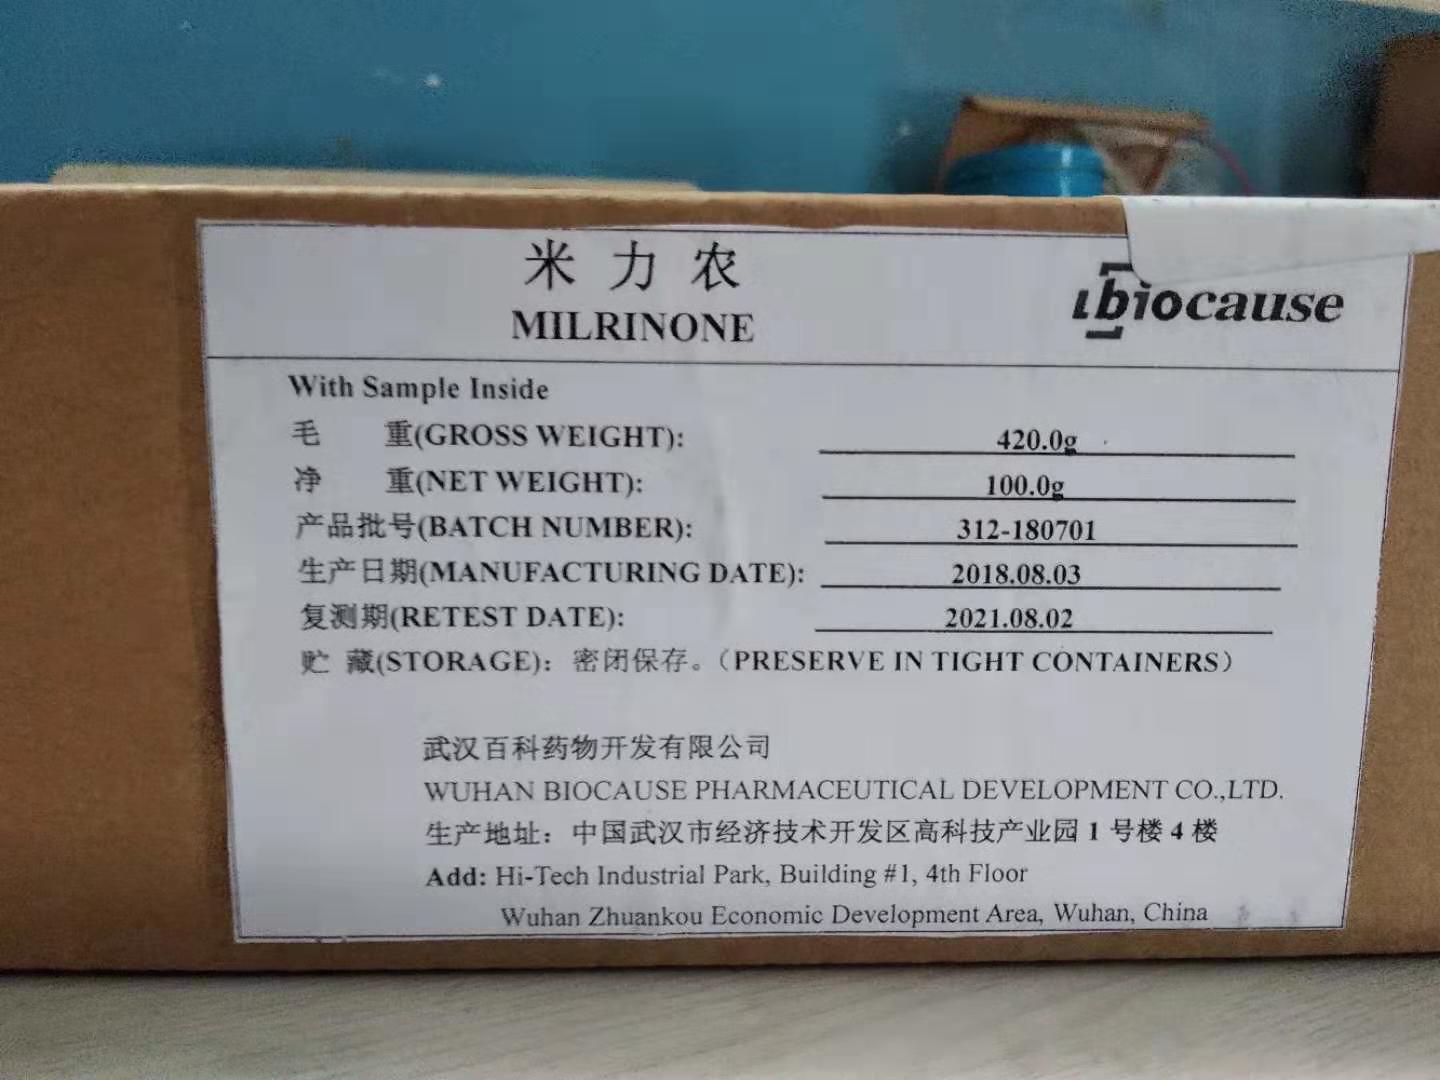 米 力 农
MILRINONE
biocause
With Sample Inside
毛 重(GROSS WEIGHT): 420.0g
净 重(NET WEIGHT): 100.0g
产品批号(BATCH NUMBER): 312-180701
生产日期(MANUFACTURING DATE): 2018.08.03
复测期(RETEST DATE): 2021.08.02
贮 藏(STORAGE)：密闭保存。（PRESERVE IN TIGHT CONTAINERS）
武汉百科药物开发有限公司
WUHAN BIOCAUSE PHARMACEUTICAL DEVELOPMENT CO.,LTD.
生产地址：中国武汉市经济技术开发区高科技产业园 1 号楼 4 楼
Add: Hi-Tech Industrial Park, Building #1, 4th Floor
Wuhan Zhuankou Economic Development Area, Wuhan, China